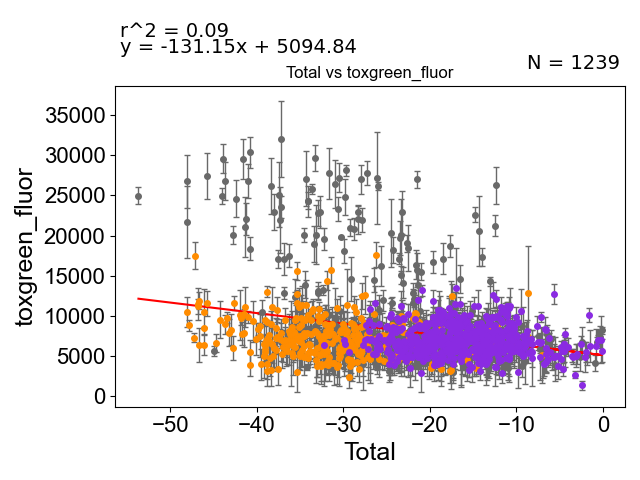 r^2 = 0.09
y = -131.15x + 5094.84
N = 1239
Total vs toxgreen_fluor
35000
30000
25000
20000
15000
10000
5000
0
toxgreen_fluor
−50 −40 −30 −20 −10 0
Total